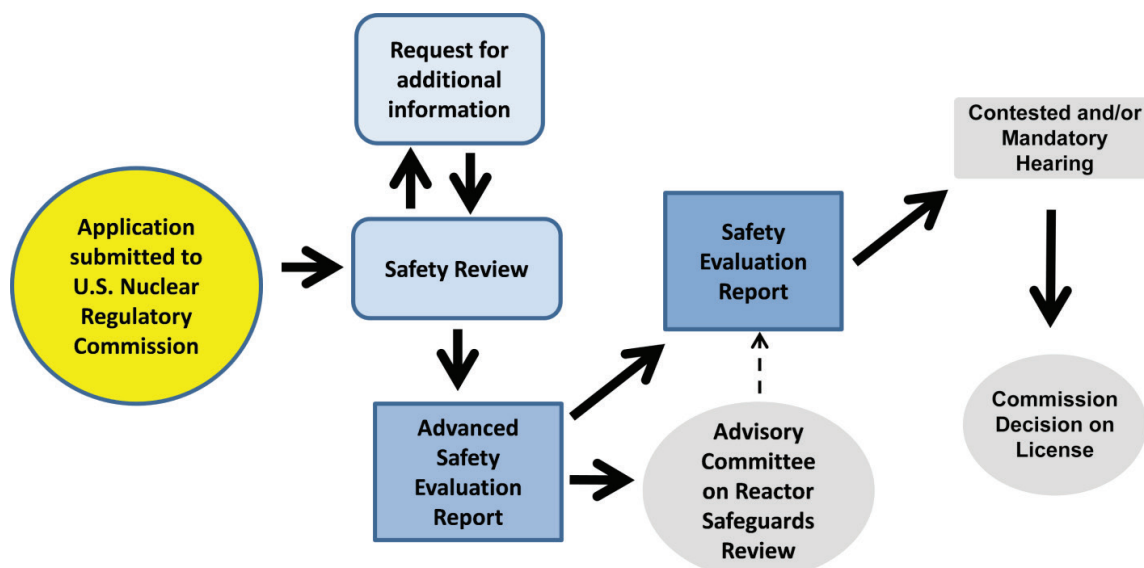 Request for
additional
information
Contested and/or
Mandatory
Hearing
Application
submitted to
U.S. Nuclear
Regulatory
Commission
Safety Review
Safety
Evaluation
Report
Advanced
Safety
Evaluation
Report
Advisory
Committee
on Reactor
Safeguards
Review
Commission
Decision on
License